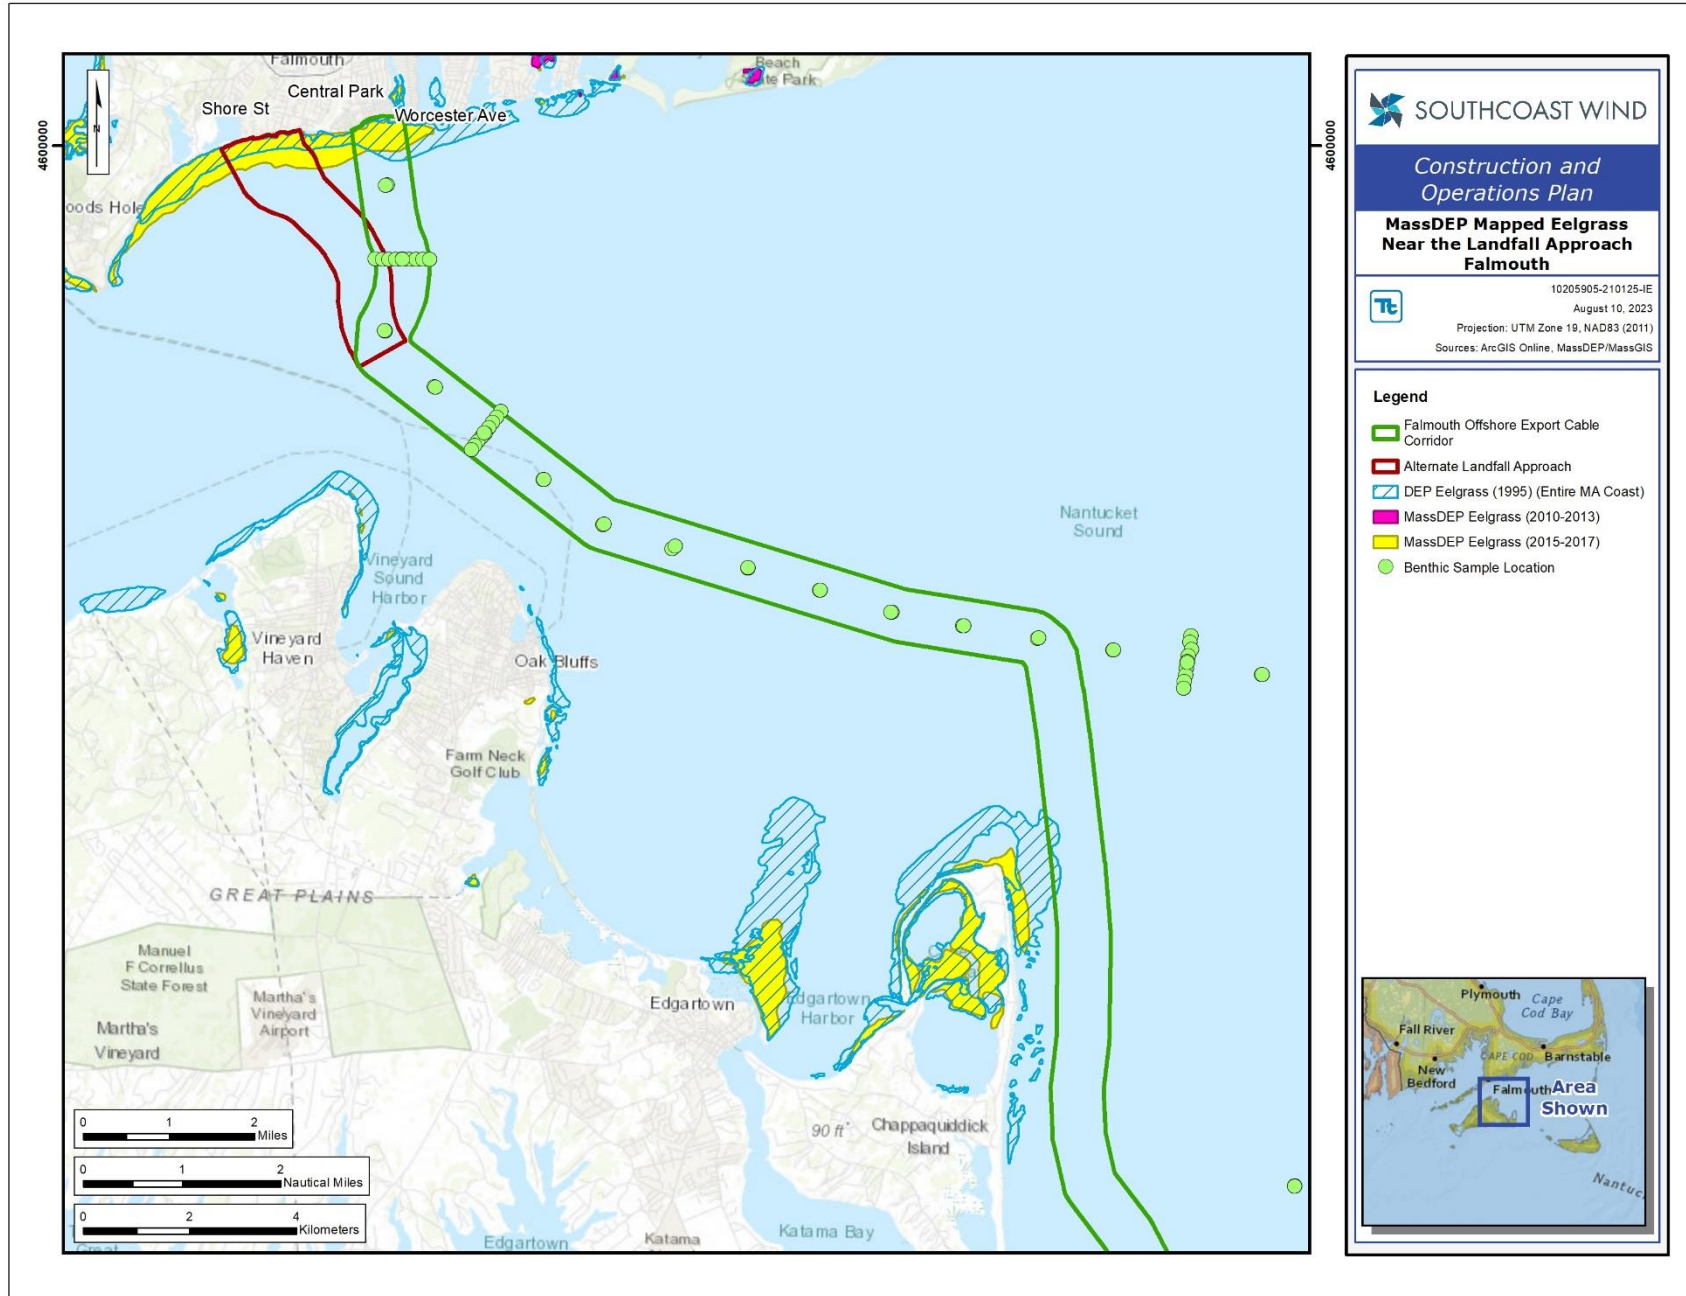 Falmouth
Central Park
Shore St
Worcester Ave
Beach
te Park
4600000
4600000
N
oods Hole
Nantucket
Sound
Vineyard
Sound
Harbor
Vineyard
Haven
Oak Bluffs
Farm Neck
Golf Club
GREAT PLAINS
Manuel
F Correllus
State Forest
Martha's
Vineyard
Airport
Martha's
Vineyard
Edgartown
Edgartown
Harbor
90 ft
Chappaquiddick
Island
Katama Bay
Edgartown
Katama
Great
0 1 2
Miles
0 2
Nautical Miles
0 2 4
Kilometers
SOUTHCOAST WIND
Construction and
Operations Plan
MassDEP Mapped Eelgrass
Near the Landfall Approach
Falmouth
Tt
10205905-210125-IE
August 10, 2023
Projection: UTM Zone 19, NAD83 (2011)
Sources: ArcGIS Online, MassDEP/MassGIS
Legend
Falmouth Offshore Export Cable
Corridor
Alternate Landfall Approach
DEP Eelgrass (1995) (Entire MA Coast)
MassDEP Eelgrass (2010-2013)
MassDEP Eelgrass (2015-2017)
Benthic Sample Location
Plymouth
Cape
Cod Bay
Fall River
CAPE COD
Barnstable
New
Bedford
Falmouth
Area
Shown
Nantuc